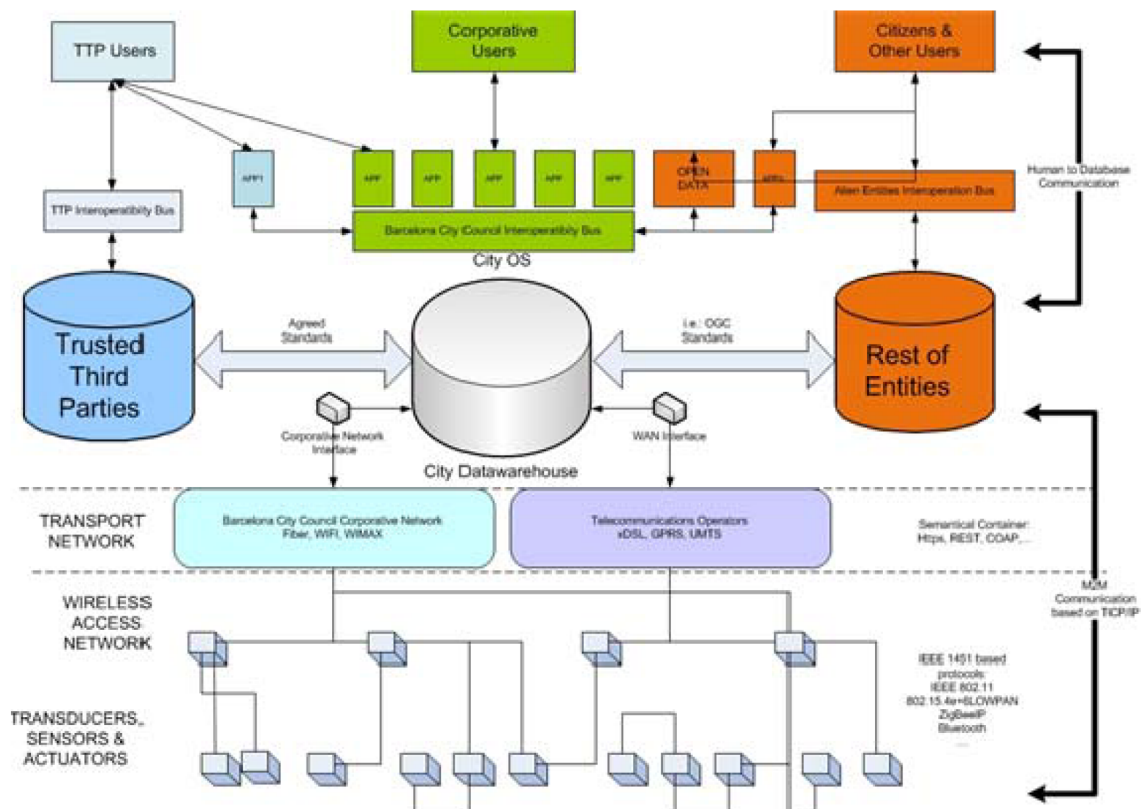 TTP Users
Corporative
Users
Citizens &
Other Users
APP1
APP
APP
APP
APP
APP
OPEN
DATA
APPs
Human to Database
Communication
TTP Interoperatibility Bus
Barcelona City Council Interoperatibity Bus
Alien Entities Interoperation Bus
City OS
Trusted
Third
Parties
Agreed
Standards
i.e.: OGC
Standards
Rest of
Entities
Corporative Network
Interface
WAN Interface
City Datawarehouse
TRANSPORT
NETWORK
Barcelona City Council Corporative Network
Fiber, WIFI, WIMAX
Telecommunications Operators
xDSL, GPRS, UMTS
Semantical Container:
Https, REST, COAP,...
M2M
Communication
based on TICP/IP
WIRELESS
ACCESS
NETWORK
IEEE 1451 based
protocols:
IEEE 802.11
802.15.4e+6LOWPAN
ZigBeeIP
Bluetooth
....
TRANSDUCERS,
SENSORS &
ACTUATORS